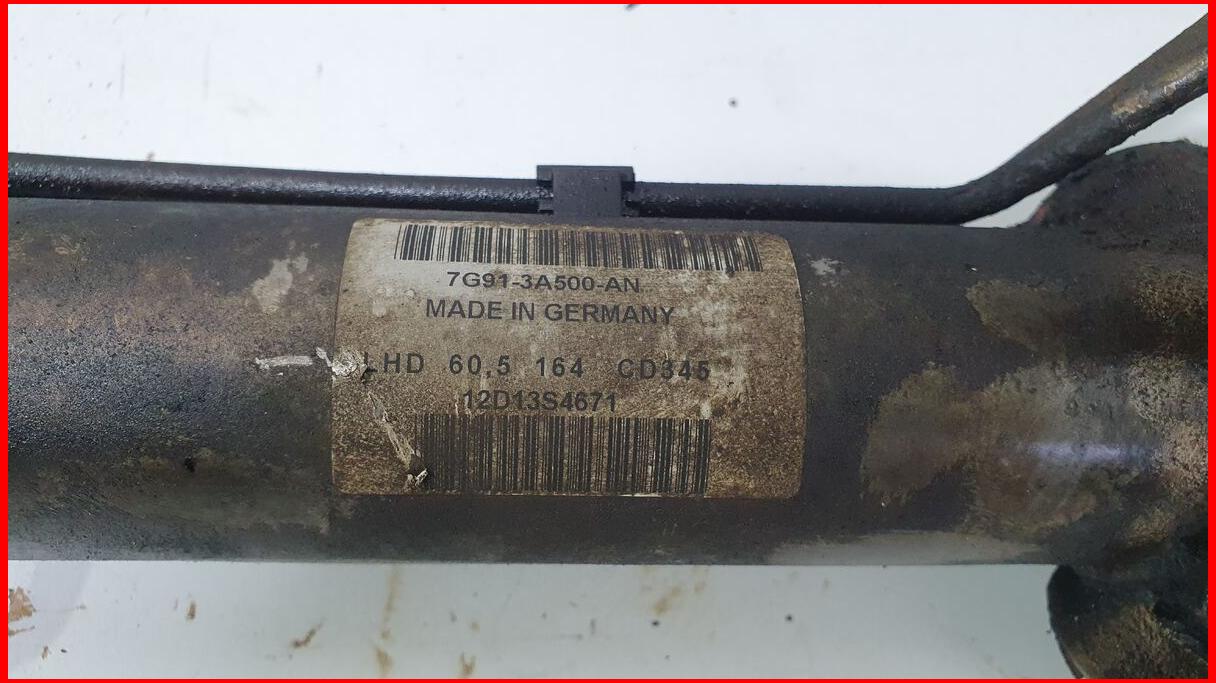 7G91-3A500-AN
MADE IN GERMANY
LHD 60,5 164 CD345
12D13S4671